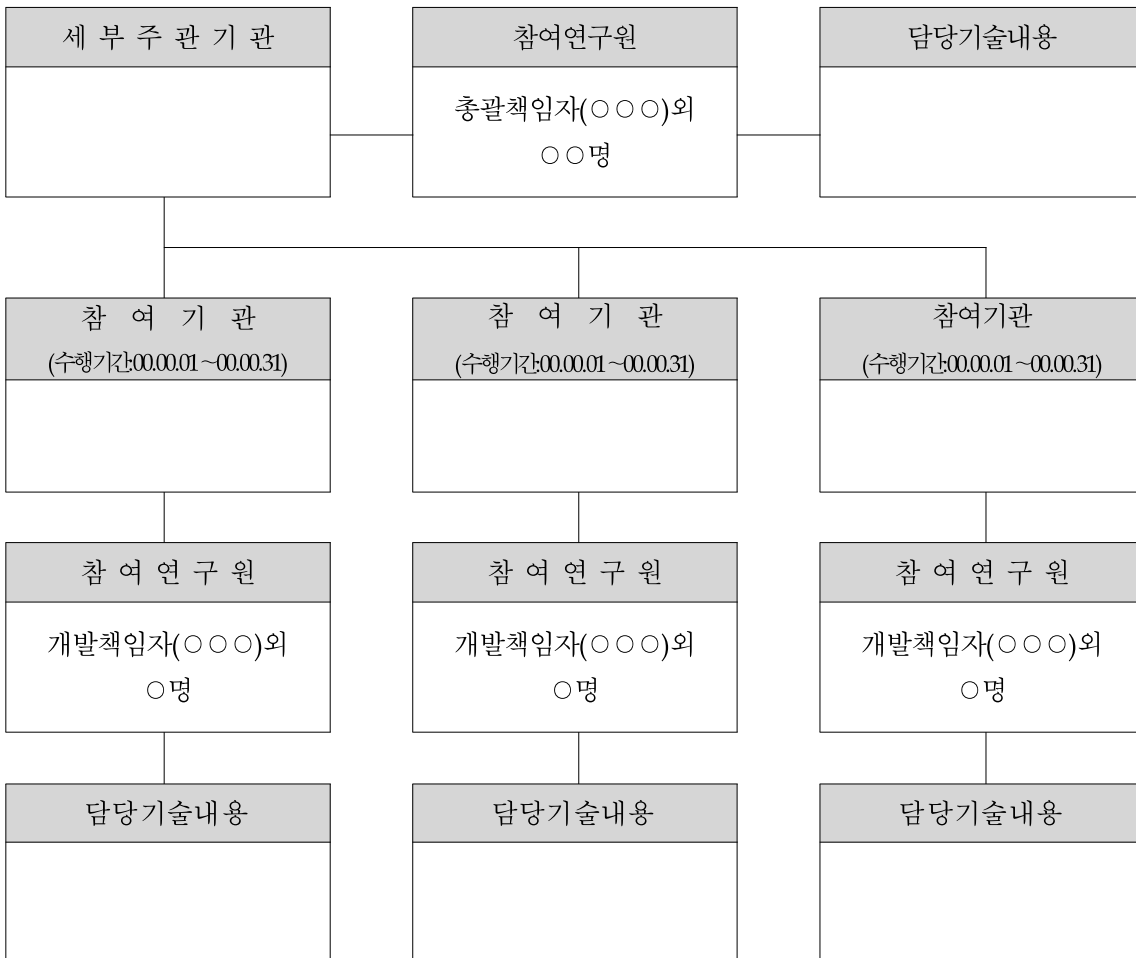 세 부 주 관 기 관
참여연구원
담당기술내용
총괄책임자(○○○)외
○○명
참 여 기 관
(수행기간:00.00.01~00.00.31)
참 여 기 관
(수행기간:00.00.01~00.00.31)
참여기관
(수행기간:00.00.01~00.00.31)
참 여 연 구 원
참 여 연 구 원
참 여 연 구 원
개발책임자(○○○)외
○명
개발책임자(○○○)외
○명
개발책임자(○○○)외
○명
담당기술내용
담당기술내용
담당기술내용